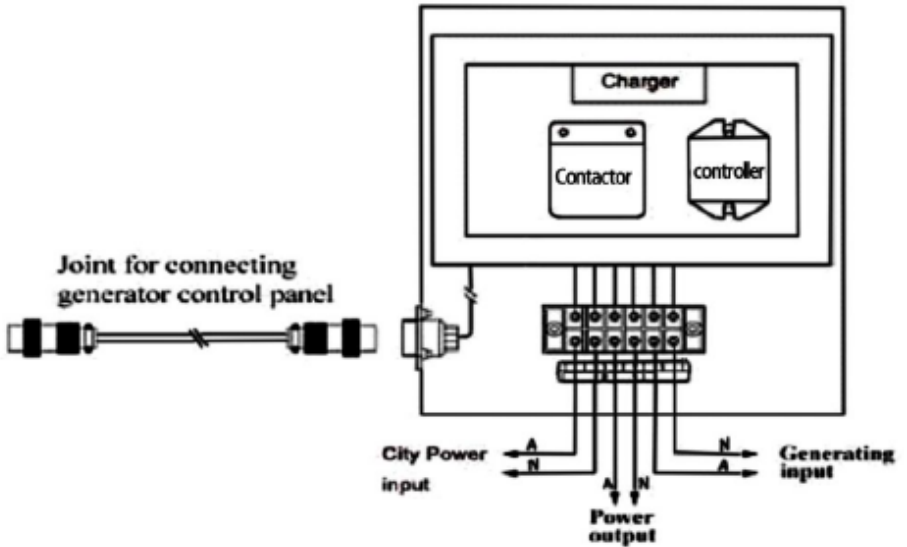 Charger
Contactor
controller
Joint for connecting
generator control panel
City Power
input
A
N
A
N
N
A
Generating
input
Power
output